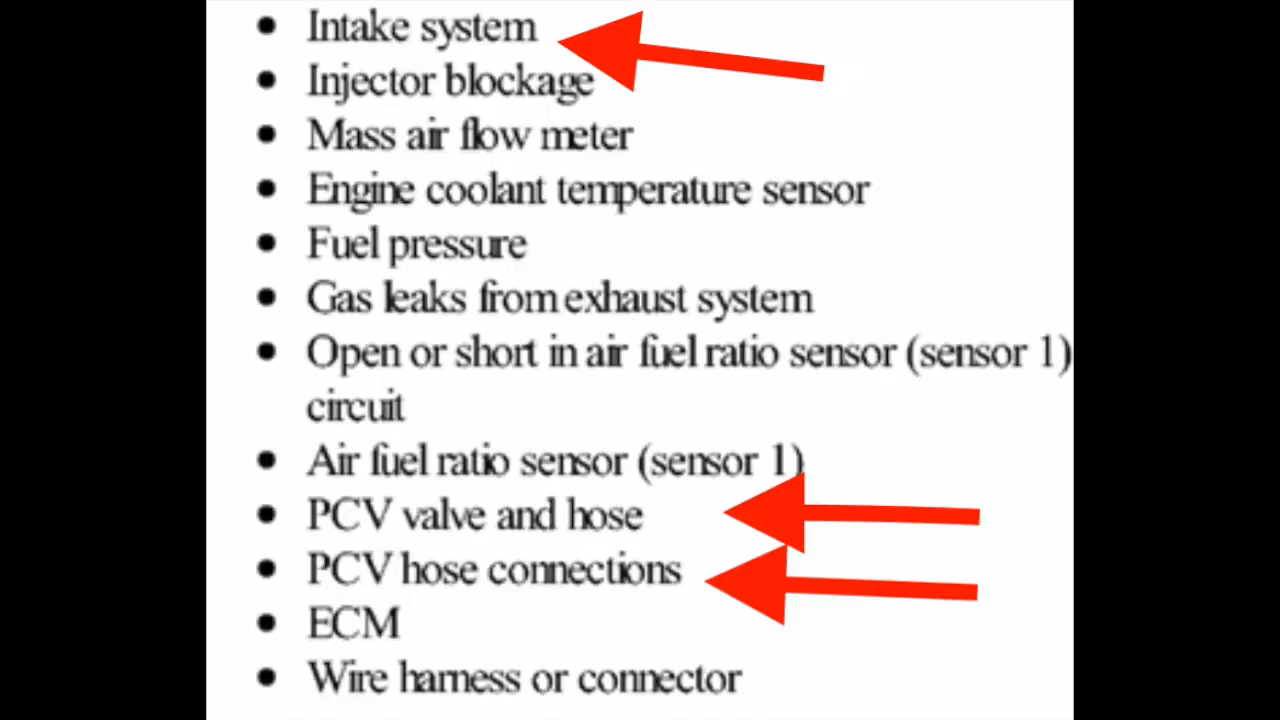 • Intake system
• Injector blockage
• Mass air flow meter
• Engine coolant temperature sensor
• Fuel pressure
• Gas leaks from exhaust system
• Open or short in air fuel ratio sensor (sensor 1)
circuit
• Air fuel ratio sensor (sensor 1)
• PCV valve and hose
• PCV hose connections
• ECM
• Wire harness or connector